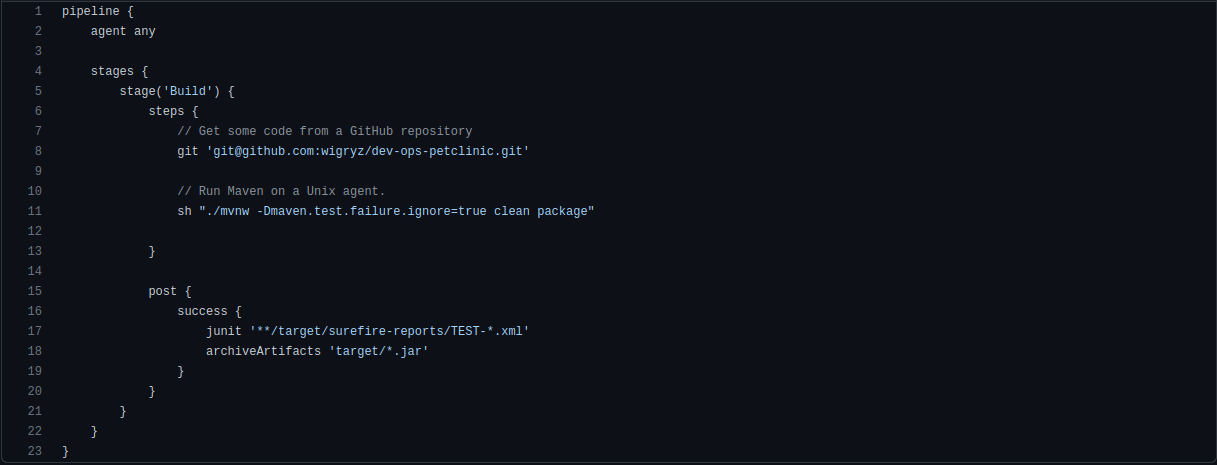 1 pipeline {
2     agent any
3
4     stages {
5         stage('Build') {
6             steps {
7                 // Get some code from a GitHub repository
8                 git 'git@github.com:wigryz/dev-ops-petclinic.git'
9
10                 // Run Maven on a Unix agent.
11                 sh "./mvnw -Dmaven.test.failure.ignore=true clean package"
12
13             }
14
15             post {
16                 success {
17                     junit '**/target/surefire-reports/TEST-*.xml'
18                     archiveArtifacts 'target/*.jar'
19                 }
20             }
21         }
22     }
23 }